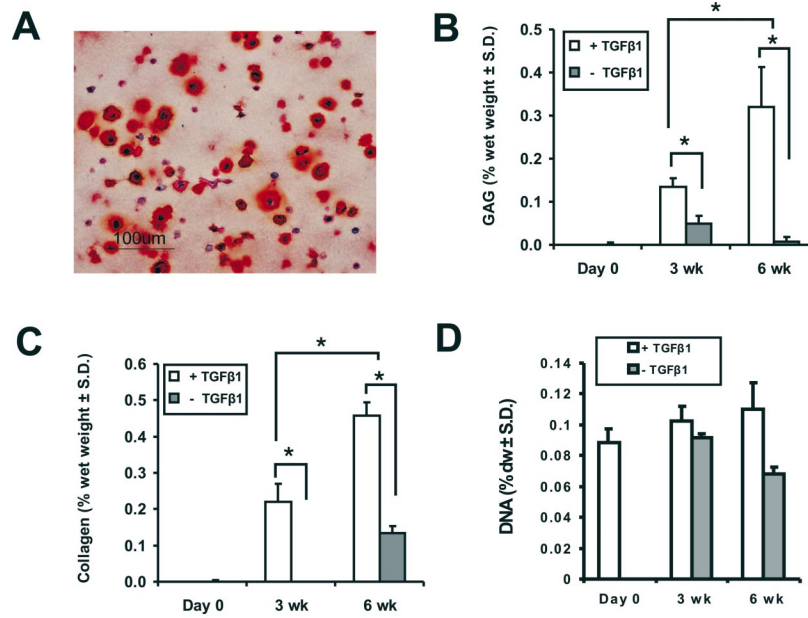 A
100um
B
GAG (% wet weight ± S.D.)
0.5
0.4
0.3
0.2
0.1
0.0
+ TGFβ1
- TGFβ1
*
*
*
Day 0
3 wk
6 wk
C
Collagen (% wet weight ± S.D.)
0.6
0.5
0.4
0.3
0.2
0.1
0.0
+ TGFβ1
- TGFβ1
*
*
*
Day 0
3 wk
6 wk
D
DNA (% dw ± S.D.)
0.14
0.12
0.1
0.08
0.06
0.04
0.02
0
+ TGFβ1
- TGFβ1
Day 0
3 wk
6 wk